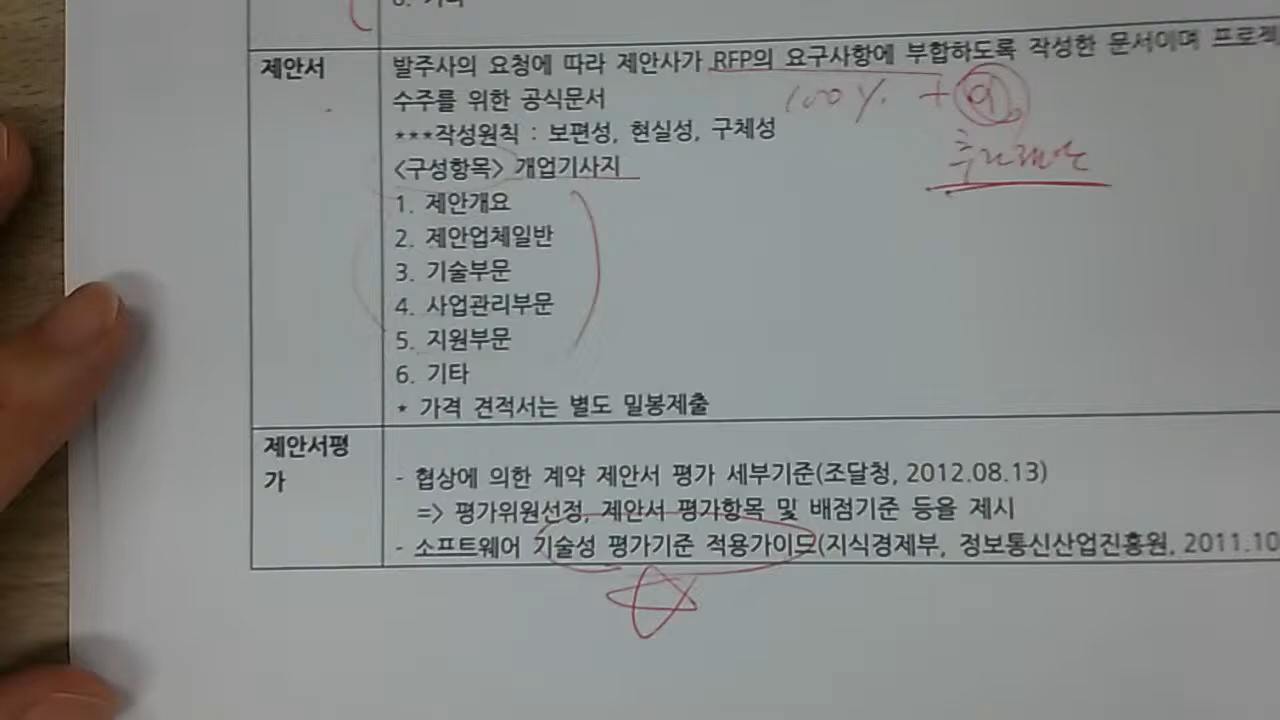 6. 기타
제안서
발주사의 요청에 따라 제안사가 RFP의 요구사항에 부합하도록 작성한 문서이며 프로젝
수주를 위한 공식문서
100% + α
***작성원칙 : 보편성, 현실성, 구체성
<구성항목> 개업기사지
1. 제안개요
2. 제안업체일반
3. 기술부문
4. 사업관리부문
5. 지원부문
6. 기타
* 가격 견적서는 별도 밀봉제출
제안서평
가
- 협상에 의한 계약 제안서 평가 세부기준(조달청, 2012.08.13)
=> 평가위원선정, 제안서 평가항목 및 배점기준 등을 제시
- 소프트웨어 기술성 평가기준 적용가이드(지식경제부, 정보통신산업진흥원, 2011.10